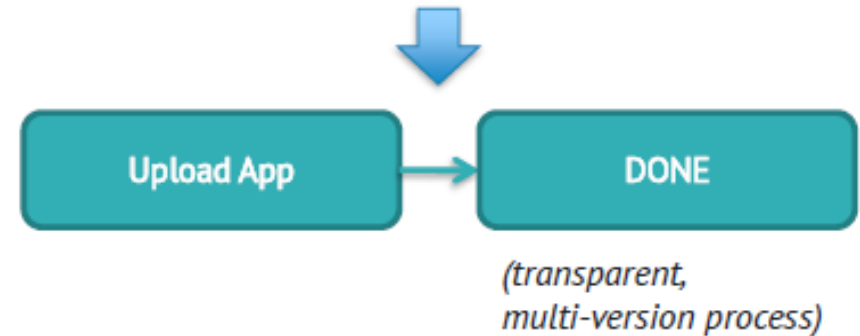 Upload App
DONE
(transparent,
multi-version process)